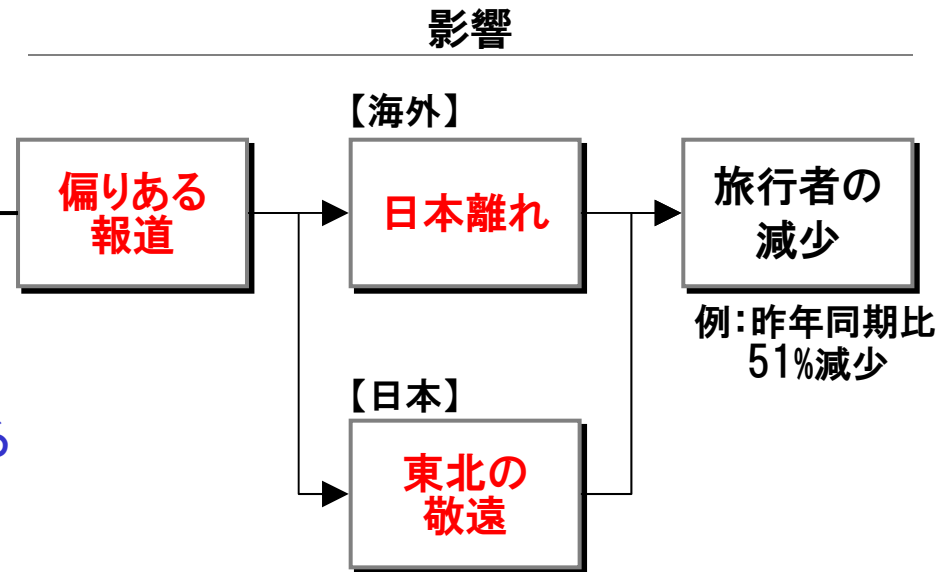 影響
【海外】
偏りある
報道
日本離れ
旅行者の
減少
例：昨年同期比
51%減少
【日本】
東北の
敬遠